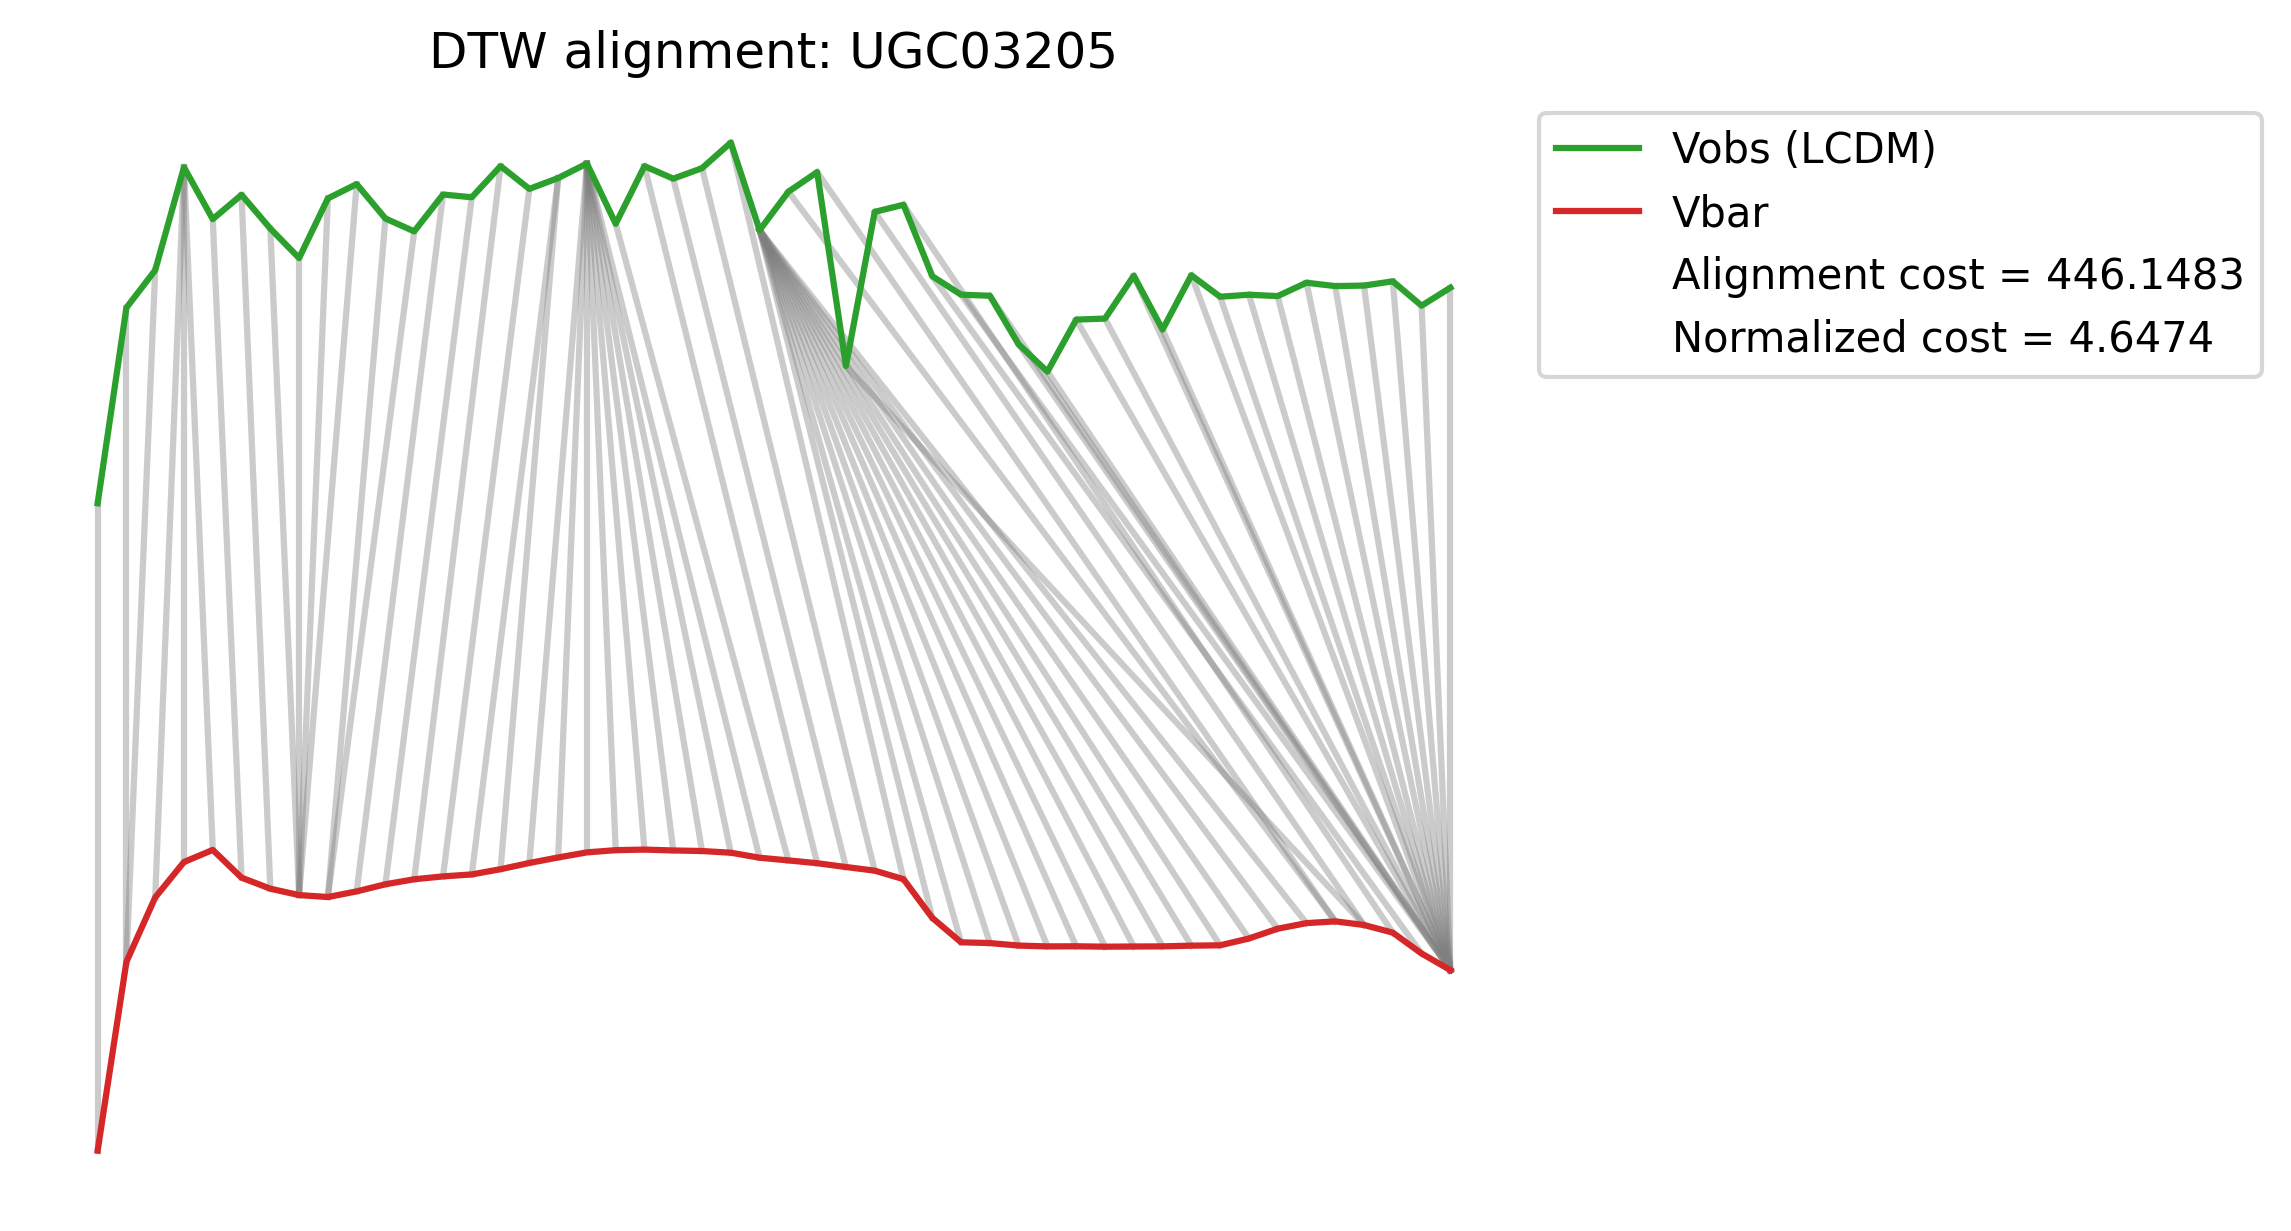 DTW alignment: UGC03205
Vobs (LCDM)
Vbar
Alignment cost = 446.1483
Normalized cost = 4.6474